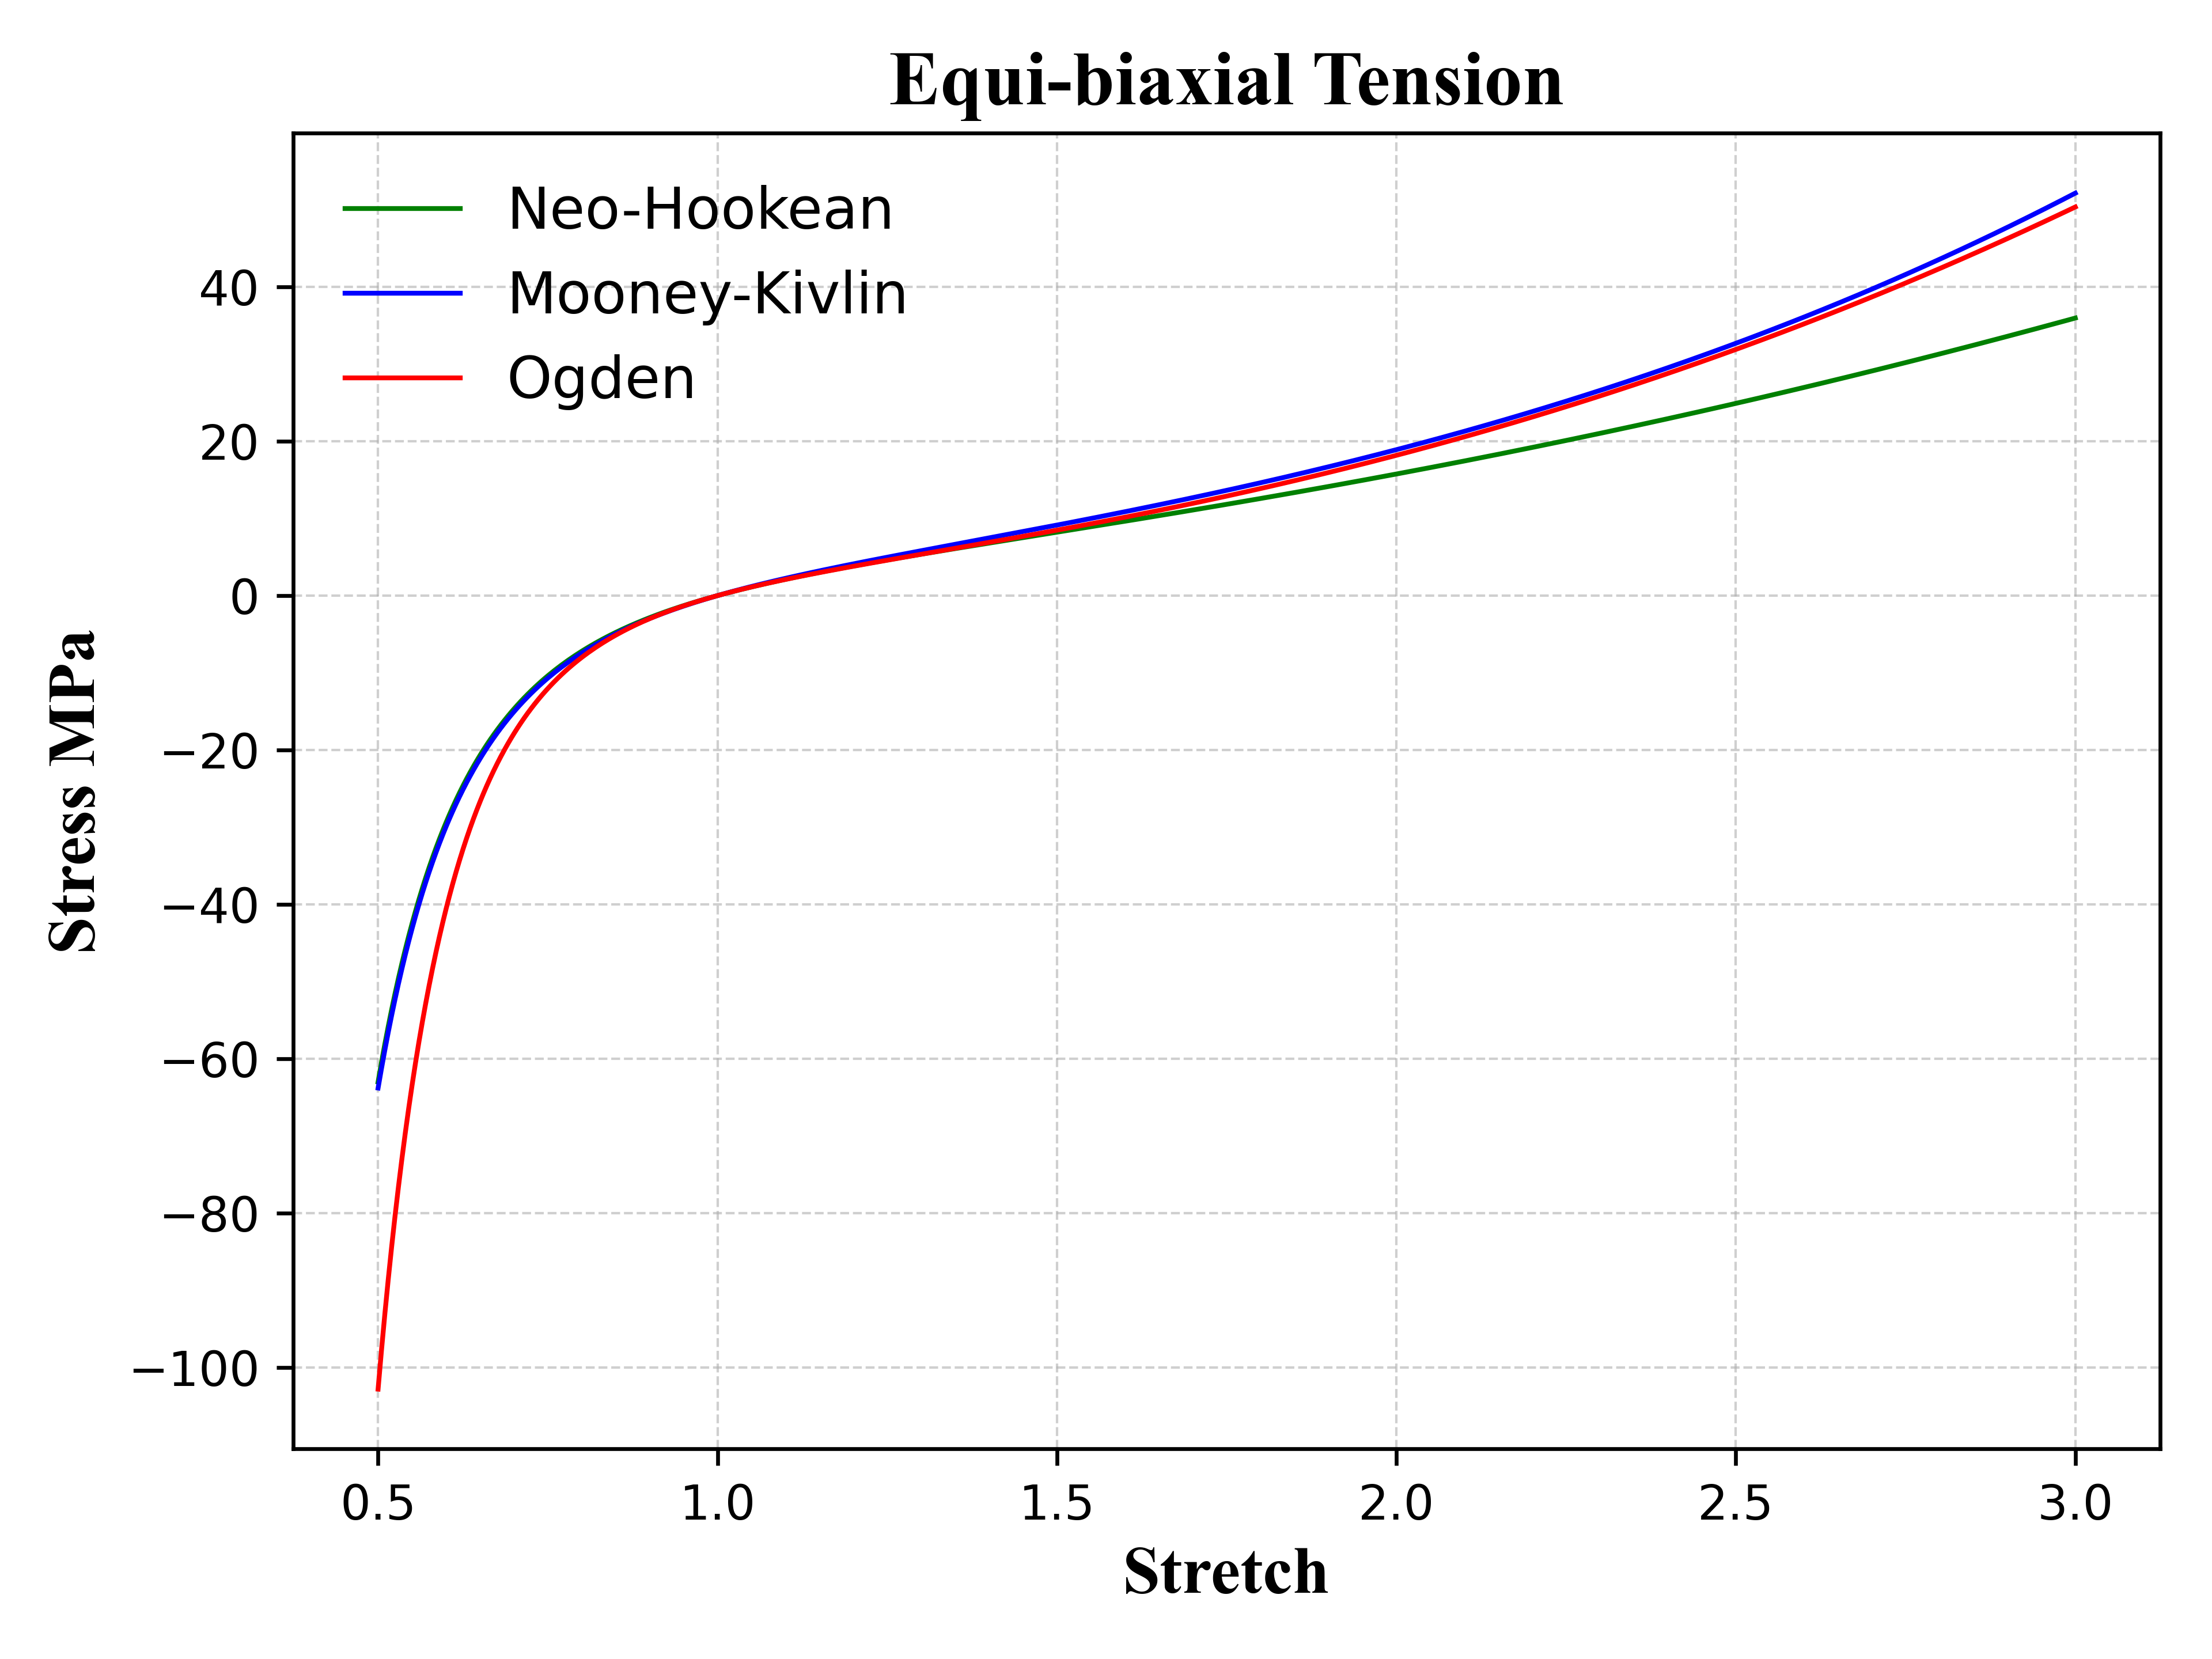 Equi-biaxial Tension
Neo-Hookean
Mooney-Kivlin
Ogden
40
20
0
−20
−40
−60
−80
−100
Stress MPa
0.5 1.0 1.5 2.0 2.5 3.0
Stretch